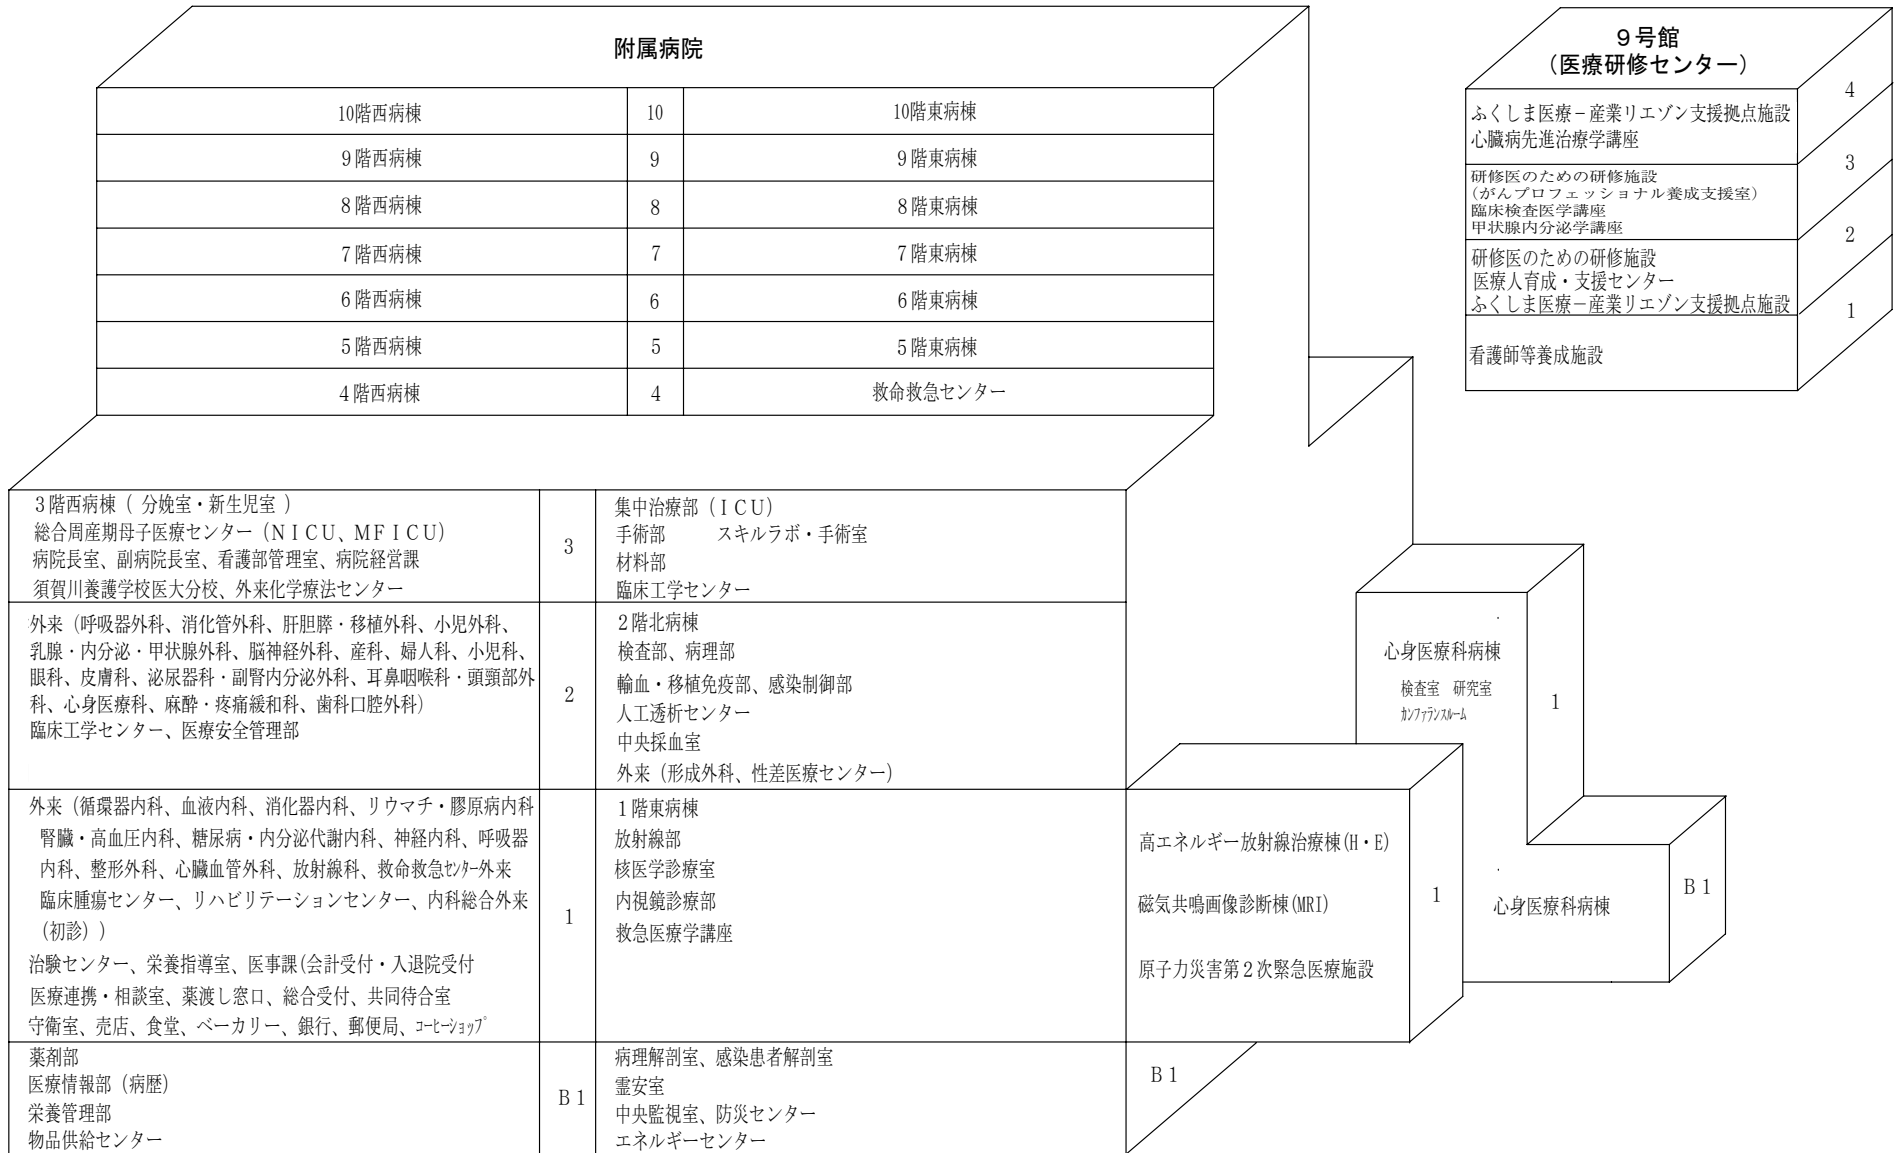 附属病院
10階西病棟
10
10階東病棟
9階西病棟
9
9階東病棟
8階西病棟
8
8階東病棟
7階西病棟
7
7階東病棟
6階西病棟
6
6階東病棟
5階西病棟
5
5階東病棟
4階西病棟
4
救命救急センター
3階西病棟（ 分娩室・新生児室 ）
総合周産期母子医療センター（NICU、MFICU）
病院長室、副病院長室、看護部管理室、病院経営課
須賀川養護学校医大分校、外来化学療法センター
3
集中治療部（ICU）
手術部　　スキルラボ・手術室
材料部
臨床工学センター
外来（呼吸器外科、消化管外科、肝胆膵・移植外科、小児外科、
乳腺・内分泌・甲状腺外科、脳神経外科、産科、婦人科、小児科、
眼科、皮膚科、泌尿器科・副腎内分泌外科、耳鼻咽喉科・頭頸部外
科、心身医療科、麻酔・疼痛緩和科、歯科口腔外科）
臨床工学センター、医療安全管理部
2
2階北病棟
検査部、病理部
輸血・移植免疫部、感染制御部
人工透析センター
中央採血室
外来（形成外科、性差医療センター）
外来（循環器内科、血液内科、消化器内科、リウマチ・膠原病内科
腎臓・高血圧内科、糖尿病・内分泌代謝内科、神経内科、呼吸器
内科、整形外科、心臓血管外科、放射線科、救命救急ｾﾝﾀｰ外来
臨床腫瘍センター、リハビリテーションセンター、内科総合外来
（初診））
治験センター、栄養指導室、医事課(会計受付・入退院受付
医療連携・相談室、薬渡し窓口、総合受付、共同待合室
守衛室、売店、食堂、ベーカリー、銀行、郵便局、ｺｰﾋｰｼｮｯﾌﾟ
1
1階東病棟
放射線部
核医学診療室
内視鏡診療部
救急医療学講座
薬剤部
医療情報部（病歴）
栄養管理部
物品供給センター
B1
病理解剖室、感染患者解剖室
霊安室
中央監視室、防災センター
エネルギーセンター
B1
高エネルギー放射線治療棟(H・E)
磁気共鳴画像診断棟(MRI)
原子力災害第2次緊急医療施設
1
心身医療科病棟
検査室　研究室
ｶﾝﾌｧﾗﾝｽﾙｰﾑ
1
心身医療科病棟
B1
9号館
（医療研修センター）
ふくしま医療－産業リエゾン支援拠点施設
心臓病先進治療学講座
4
研修医のための研修施設
（がんプロフェッショナル養成支援室）
臨床検査医学講座
甲状腺内分泌学講座
3
研修医のための研修施設
医療人育成・支援センター
ふくしま医療－産業リエゾン支援拠点施設
2
看護師等養成施設
1